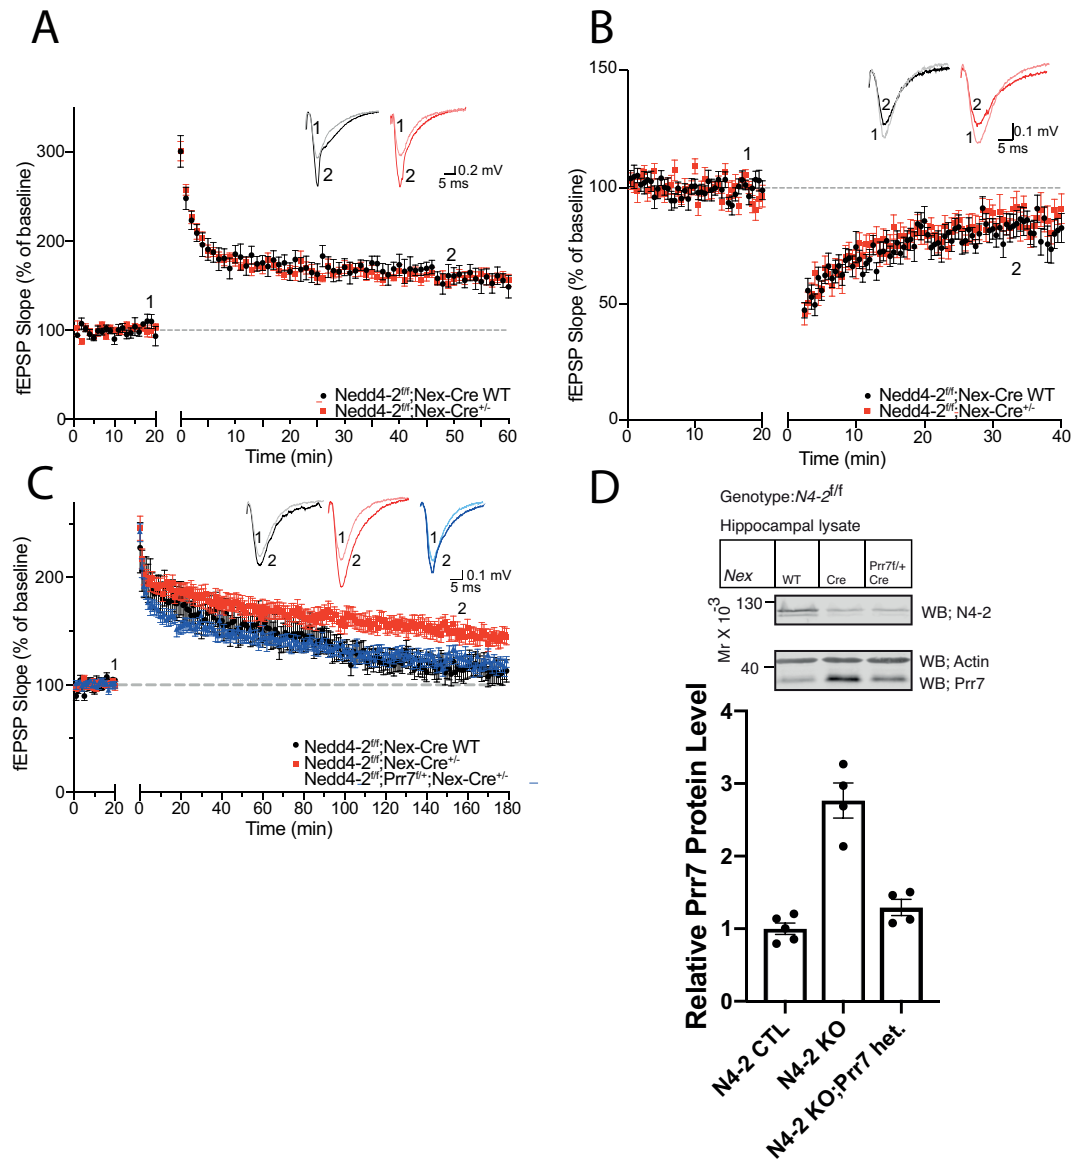 A
fEPSP Slope (% of baseline)
300
200
100
0
1
2
1
2
1
2
0.2 mV
5 ms
Nedd4-2f/f;Nex-Cre WT
Nedd4-2f/f;Nex-Cre+/-
0 10 20 0 10 20 30 40 50 60
Time (min)
B
fEPSP Slope (% of baseline)
150
100
50
0
1
2
2
1
2
1
0.1 mV
5 ms
Nedd4-2f/f;Nex-Cre WT
Nedd4-2f/f;Nex-Cre+/-
0 10 20 0 10 20 30 40
Time (min)
C
fEPSP Slope (% of baseline)
200
100
0
1
2
1
2
1
2
1
2
0.1 mV
5 ms
Nedd4-2f/f;Nex-Cre WT
Nedd4-2f/f;Nex-Cre+/-
Nedd4-2f/f;Prr7f/+;Nex-Cre+/-
0 20 0 20 40 60 80 100 120 140 160 180
Time (min)
D
Genotype:N4-2f/f
Hippocampal lysate
Nex WT Cre Prr7f/+
Cre
Mr X 10-3
130
WB; N4-2
40
WB; Actin
WB; Prr7
Relative Prr7 Protein Level
4
3
2
1
0
N4-2 CTL
N4-2 KO
N4-2 KO;Prr7 het.